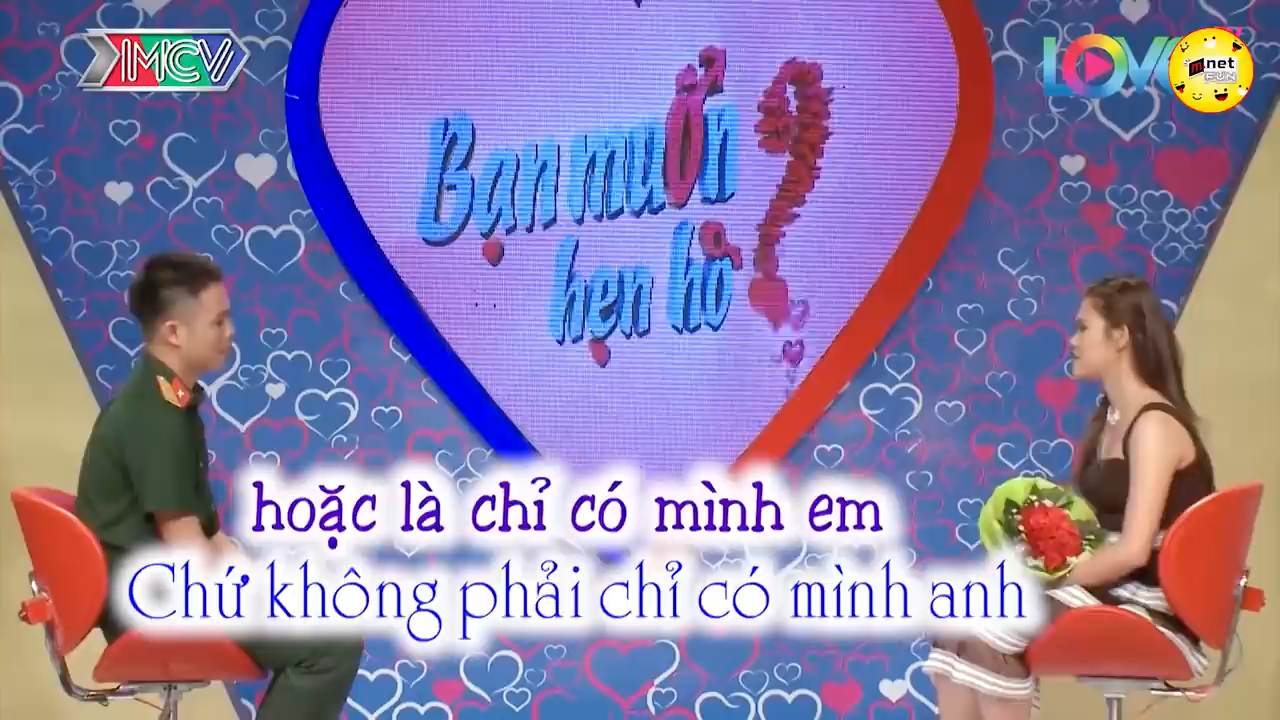 MCV
LOVE
m.net
FUN
Bạn muốn
hẹn hò ?
hoặc là chỉ có mình em
Chứ không phải chỉ có mình anh